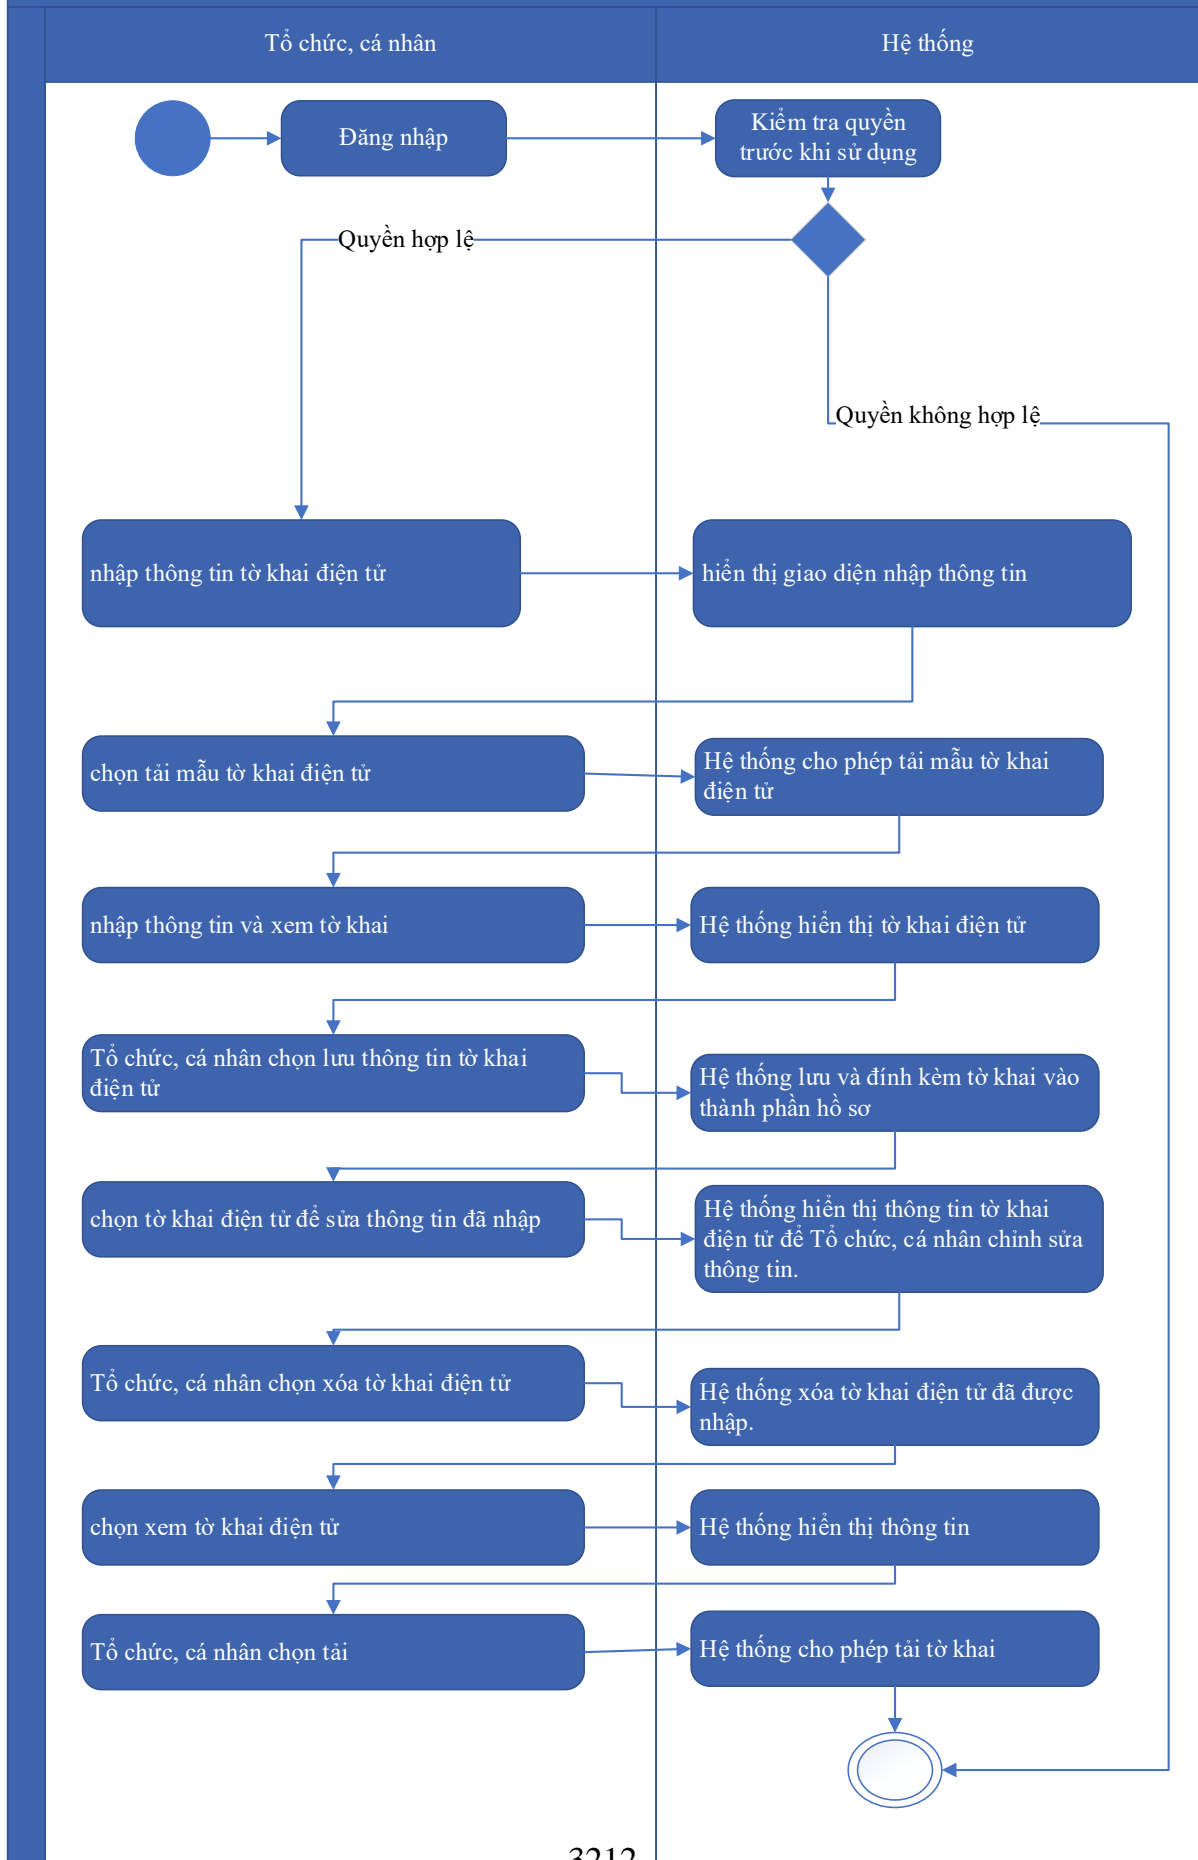 Tổ chức, cá nhân
Hệ thống
Đăng nhập
Kiểm tra quyền
trước khi sử dụng
Quyền hợp lệ
Quyền không hợp lệ
nhập thông tin tờ khai điện tử
hiển thị giao diện nhập thông tin
chọn tải mẫu tờ khai điện tử
Hệ thống cho phép tải mẫu tờ khai
điện tử
nhập thông tin và xem tờ khai
Hệ thống hiển thị tờ khai điện tử
Tổ chức, cá nhân chọn lưu thông tin tờ khai
điện tử
Hệ thống lưu và đính kèm tờ khai vào
thành phần hồ sơ
chọn tờ khai điện tử để sửa thông tin đã nhập
Hệ thống hiển thị thông tin tờ khai
điện tử để Tổ chức, cá nhân chỉnh sửa
thông tin.
Tổ chức, cá nhân chọn xóa tờ khai điện tử
Hệ thống xóa tờ khai điện tử đã được
nhập.
chọn xem tờ khai điện tử
Hệ thống hiển thị thông tin
Tổ chức, cá nhân chọn tải
Hệ thống cho phép tải tờ khai
3212